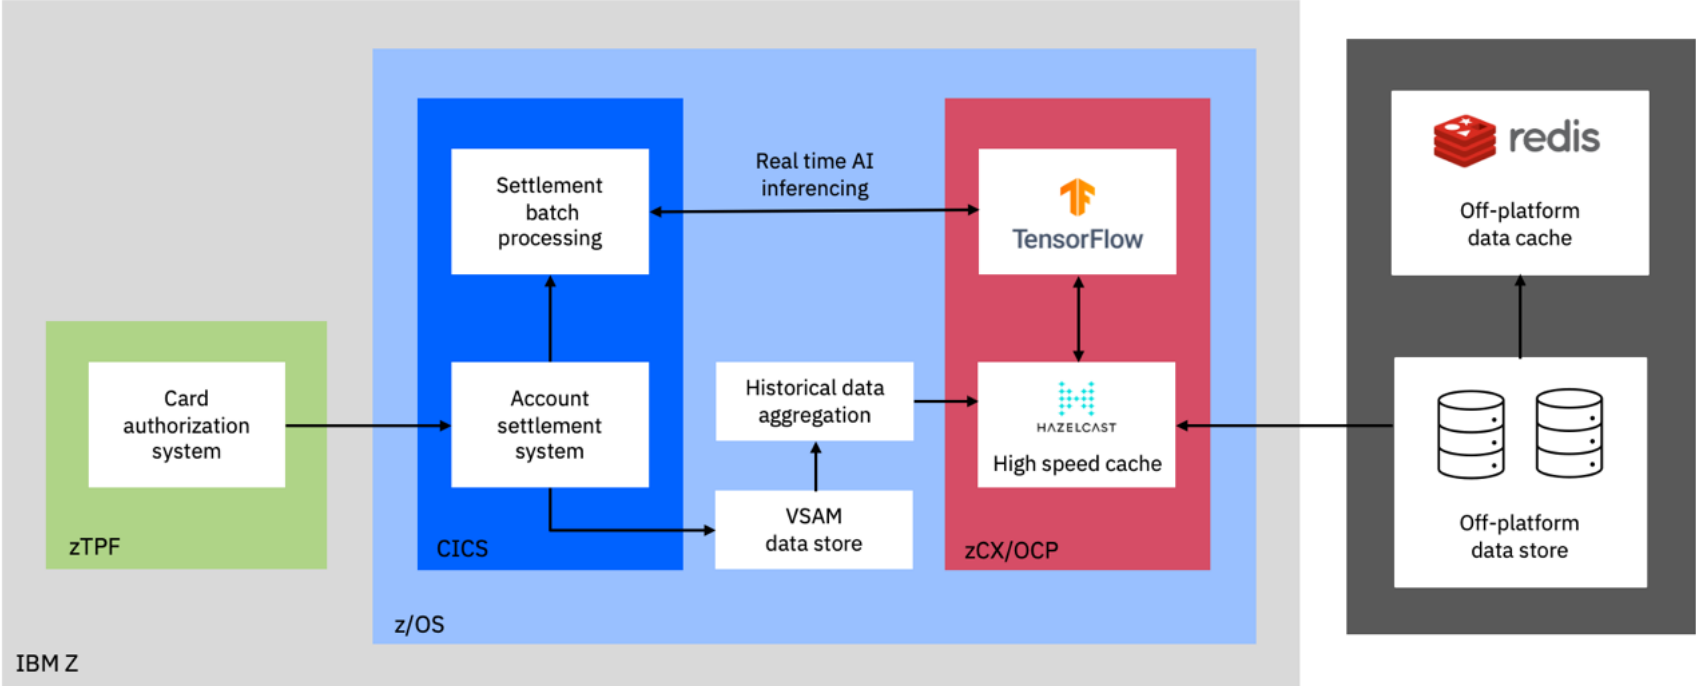 Card
authorization
system
zTPF
Settlement
batch
processing
Account
settlement
system
CICS
Real time AI
inferencing
Historical data
aggregation
VSAM
data store
TensorFlow
HAZELCAST
High speed cache
zCX/OCP
z/OS
IBM Z
redis
Off-platform
data cache
Off-platform
data store